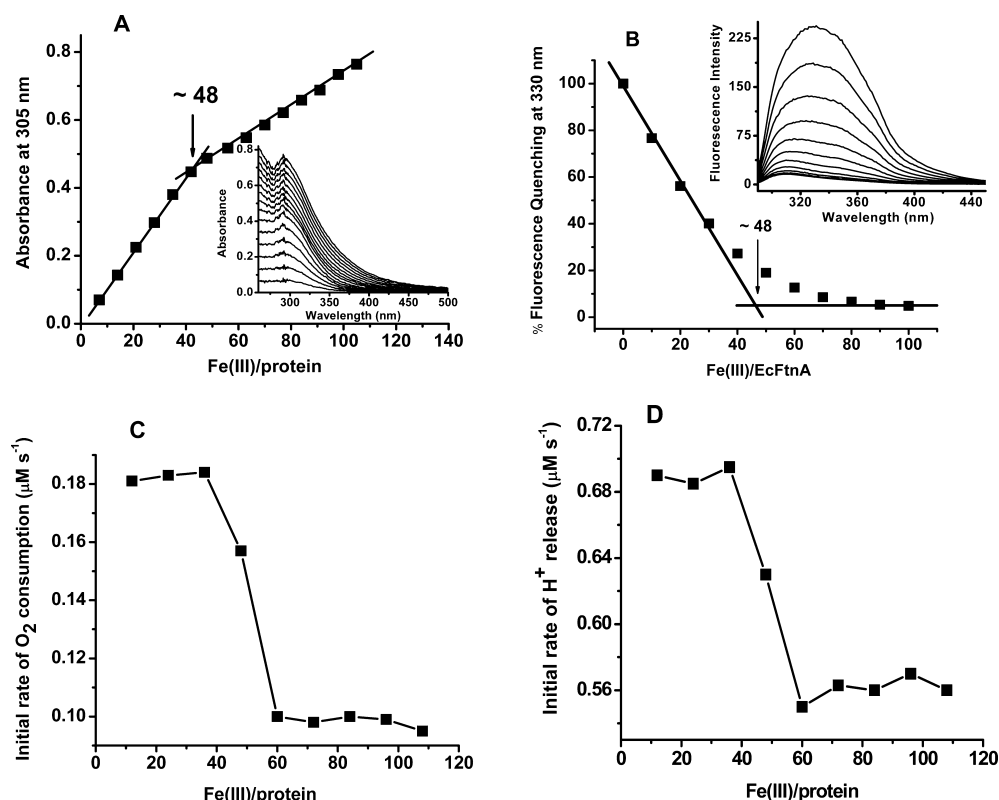 A
Absorbance at 305 nm
0.8
0.6
0.4
0.2
0.0
~ 48
0 20 40 60 80 100 120 140
Fe(III)/protein
Absorbance
0.8
0.6
0.4
0.2
0.0
300 350 400 450 500
Wavelength (nm)
B
% Fluorescence Quenching at 330 nm
100
80
60
40
20
0
~ 48
0 20 40 60 80 100
Fe(III)/EcFtnA
Fluoresecence Intensity
225
150
75
0
320 360 400 440
Wavelength (nm)
C
Initial rate of O2 consumption (μM s-1)
0.18
0.16
0.14
0.12
0.10
0 20 40 60 80 100 120
Fe(III)/protein
D
Initial rate of H+ release (μM s-1)
0.72
0.68
0.64
0.60
0.56
0 20 40 60 80 100 120
Fe(III)/protein